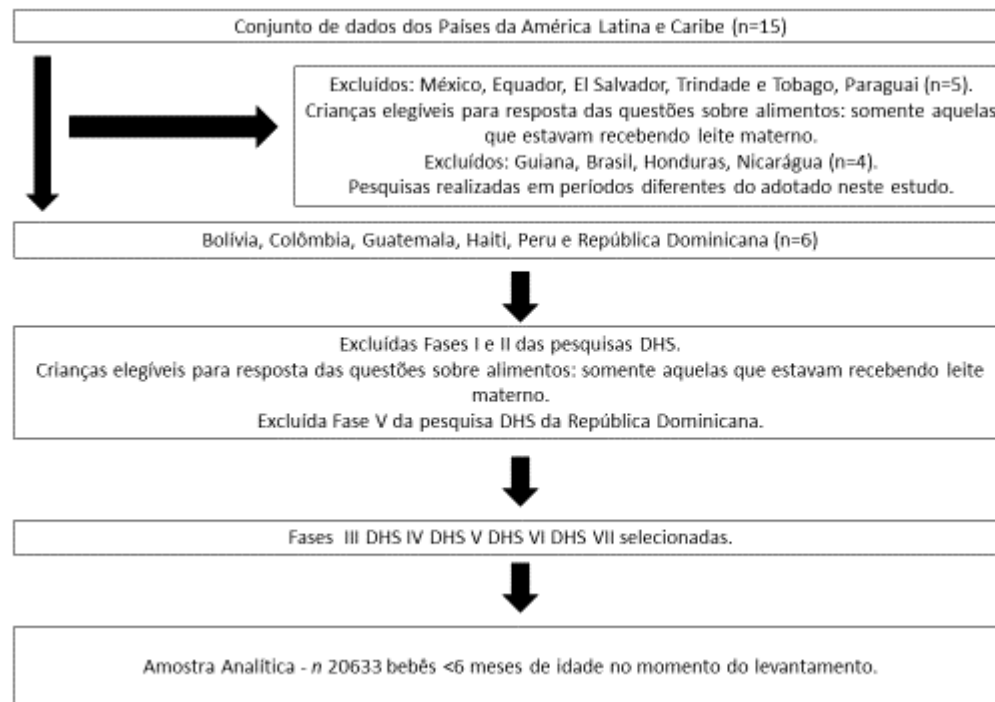 Conjunto de dados dos Países da América Latina e Caribe (n=15)
Excluídos: México, Equador, El Salvador, Trindade e Tobago, Paraguai (n=5).
Crianças elegíveis para resposta das questões sobre alimentos: somente aquelas
que estavam recebendo leite materno.
Excluídos: Guiana, Brasil, Honduras, Nicarágua (n=4).
Pesquisas realizadas em períodos diferentes do adotado neste estudo.
Bolívia, Colômbia, Guatemala, Haiti, Peru e República Dominicana (n=6)
Excluídas Fases I e II das pesquisas DHS.
Crianças elegíveis para resposta das questões sobre alimentos: somente aquelas que estavam recebendo leite
materno.
Excluída Fase V da pesquisa DHS da República Dominicana.
Fases III DHS IV DHS V DHS VI DHS VII selecionadas.
Amostra Analítica - n 20633 bebês <6 meses de idade no momento do levantamento.